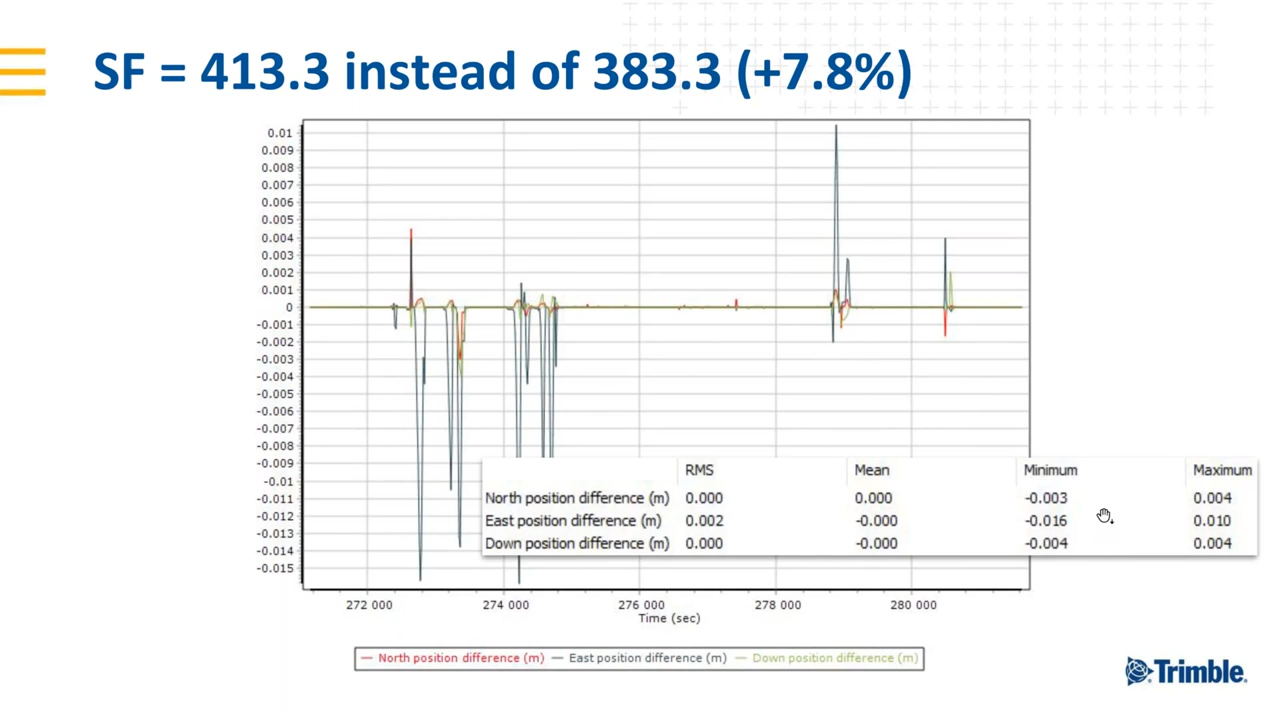 SF = 413.3 instead of 383.3 (+7.8%)
0.01
0.009
0.008
0.007
0.006
0.005
0.004
0.003
0.002
0.001
0
-0.001
-0.002
-0.003
-0.004
-0.005
-0.006
-0.007
-0.008
-0.009
-0.01
-0.011
-0.012
-0.013
-0.014
-0.015
RMS Mean Minimum Maximum
North position difference (m) 0.000 0.000 -0.003 0.004
East position difference (m) 0.002 -0.000 -0.016 0.010
Down position difference (m) 0.000 -0.000 -0.004 0.004
272 000 274 000 276 000 278 000 280 000
Time (sec)
North position difference (m) East position difference (m) Down position difference (m)
Trimble